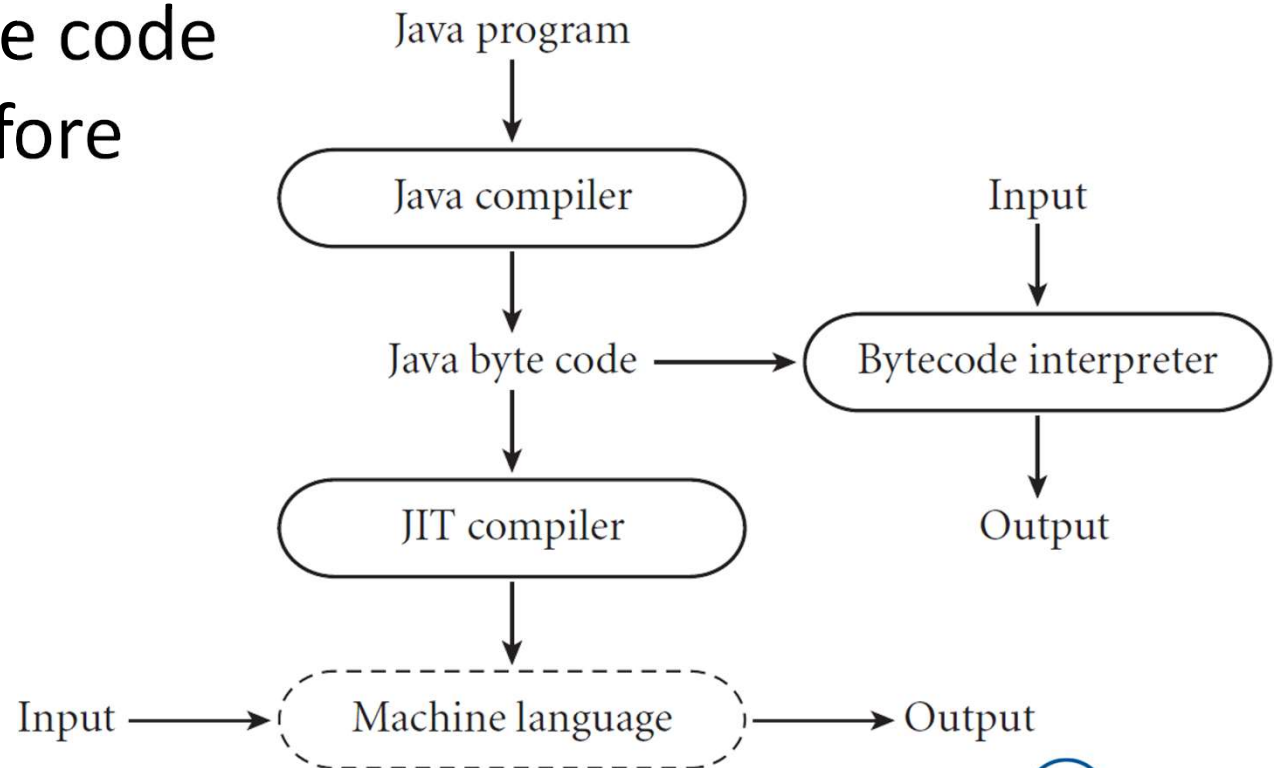 e code
fore
Java program
Java compiler
Input
Java byte code
Bytecode interpreter
JIT compiler
Output
Input
Machine language
Output